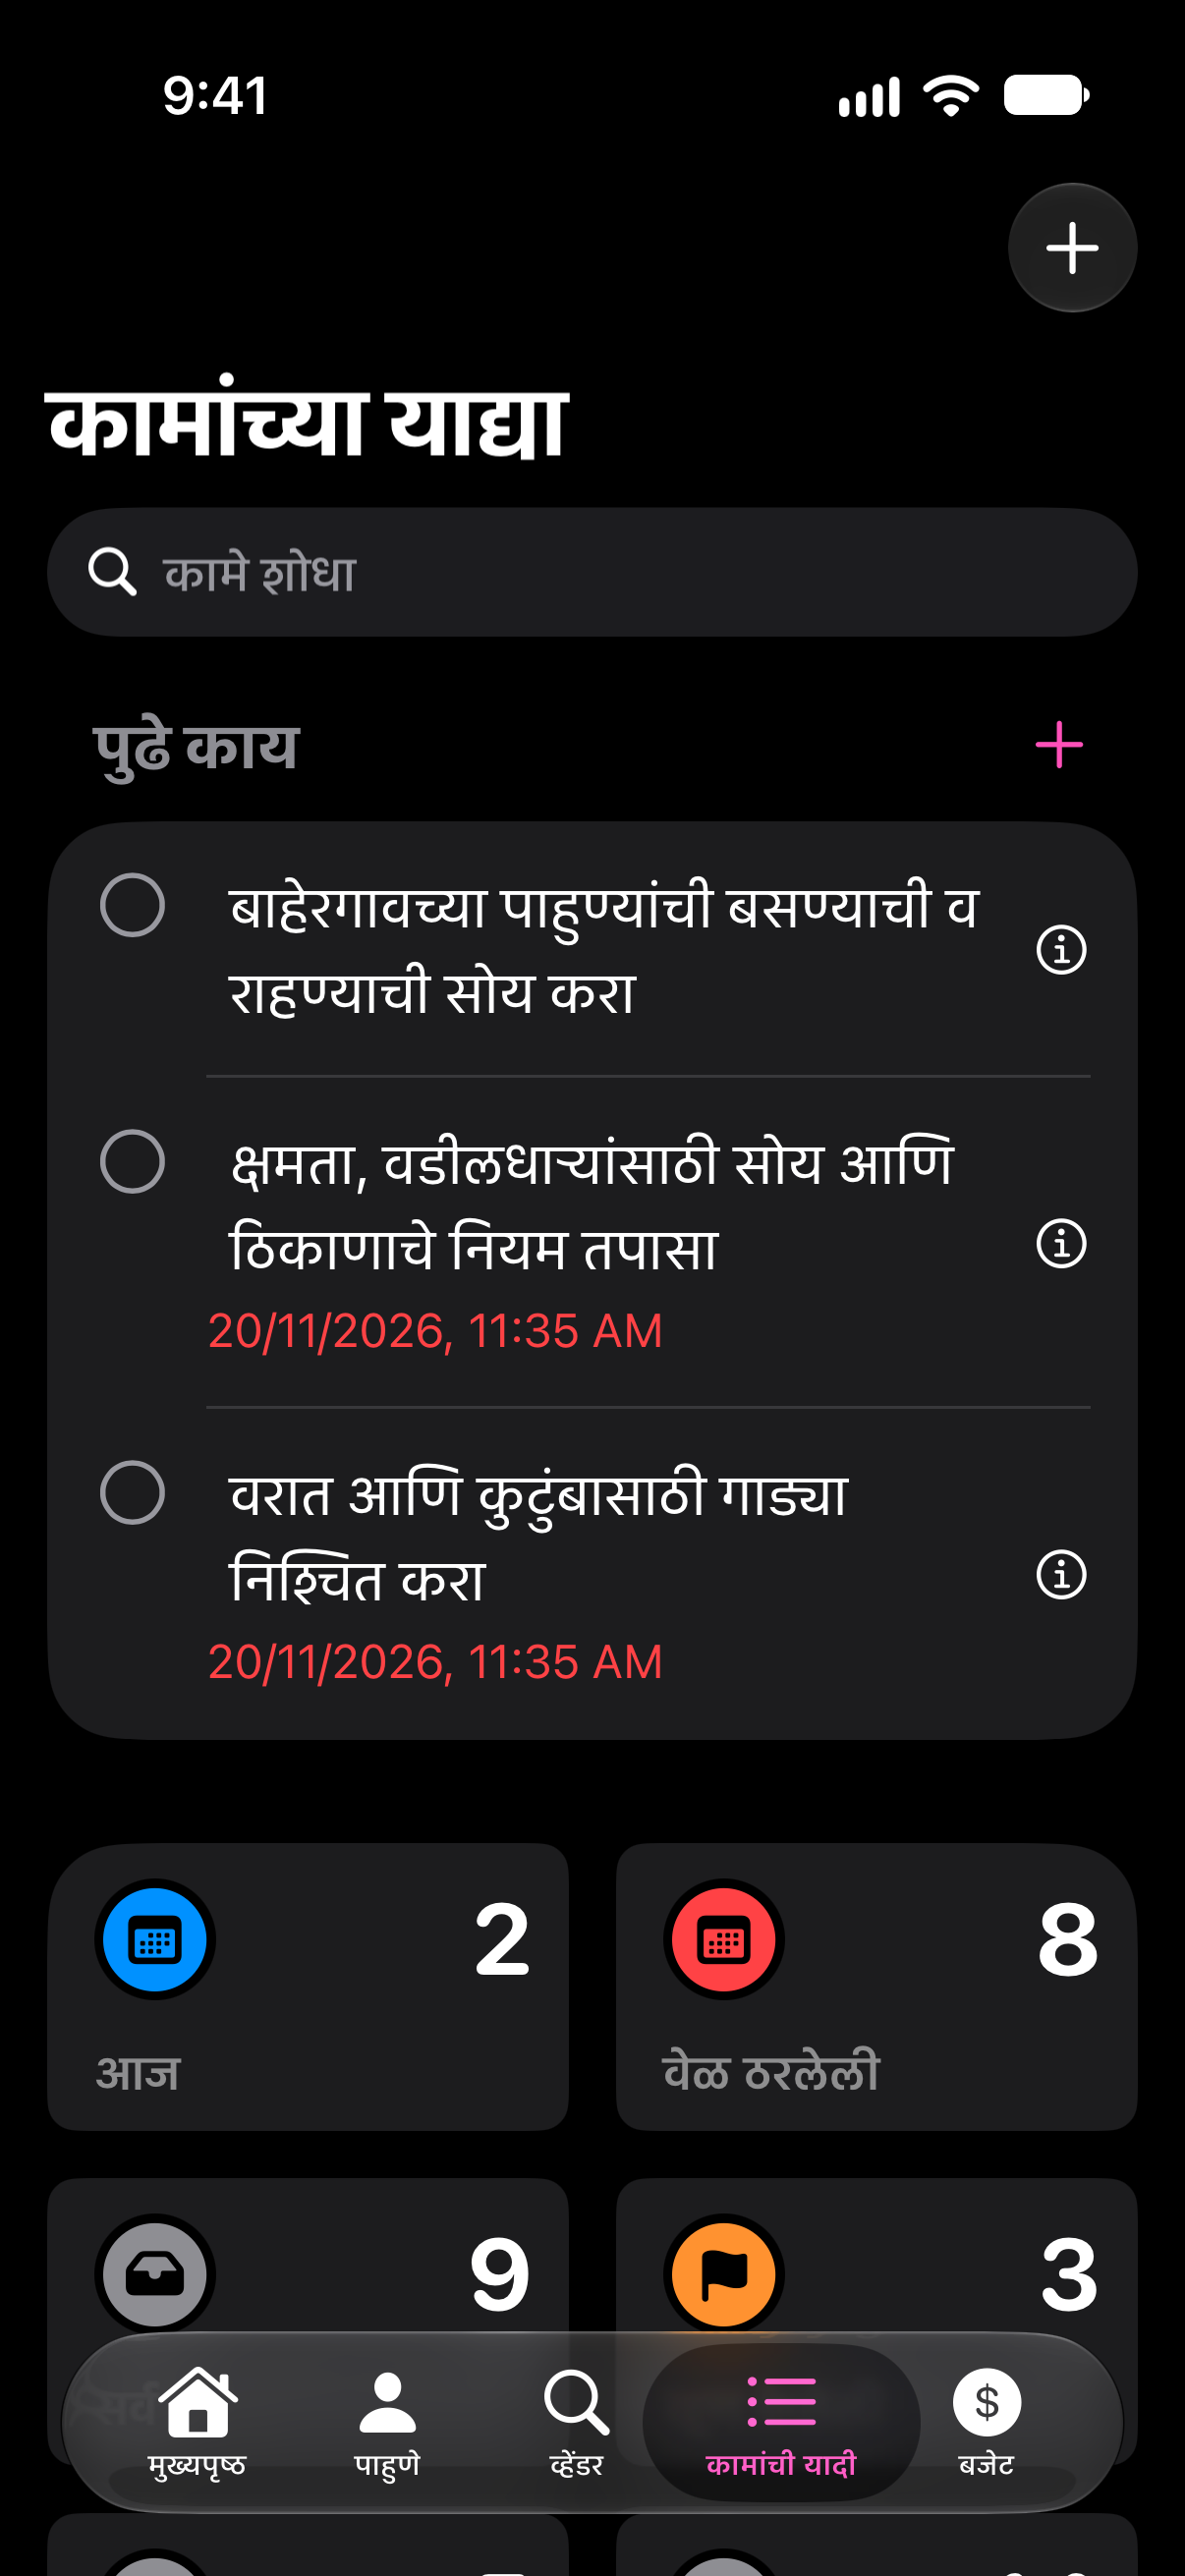 9:41
कामांच्या याद्या
कामे शोधा
पुढे काय
बाहेरगावच्या पाहुण्यांची बसण्याची व
राहण्याची सोय करा
क्षमता, वडीलधाऱ्यांसाठी सोय आणि
ठिकाणाचे नियम तपासा
20/11/2026, 11:35 AM
वरात आणि कुटुंबासाठी गाड्या
निश्चित करा
20/11/2026, 11:35 AM
2
8
आज
वेळ ठरलेली
9
3
सर्व
मुख्यपृष्ठ
पाहुणे
व्हेंडर
कामांची यादी
बजेट